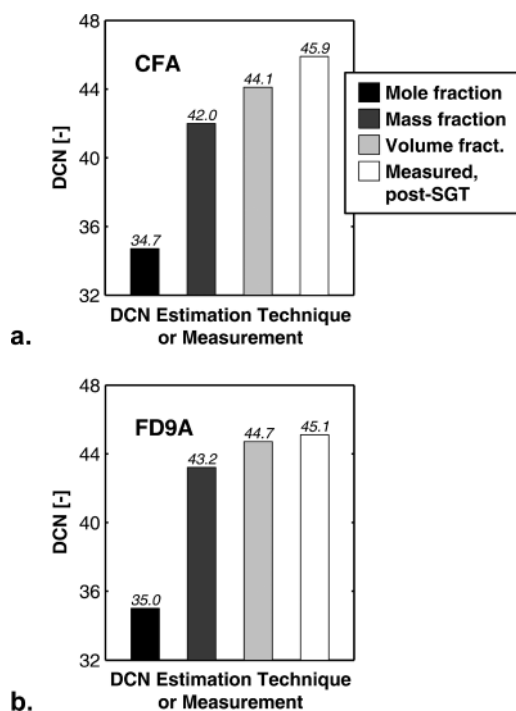 48
44
40
36
32
DCN [-]
CFA
34.7
42.0
44.1
45.9
Mole fraction
Mass fraction
Volume fract.
Measured,
post-SGT
DCN Estimation Technique
or Measurement
a.
48
44
40
36
32
DCN [-]
FD9A
35.0
43.2
44.7
45.1
DCN Estimation Technique
or Measurement
b.